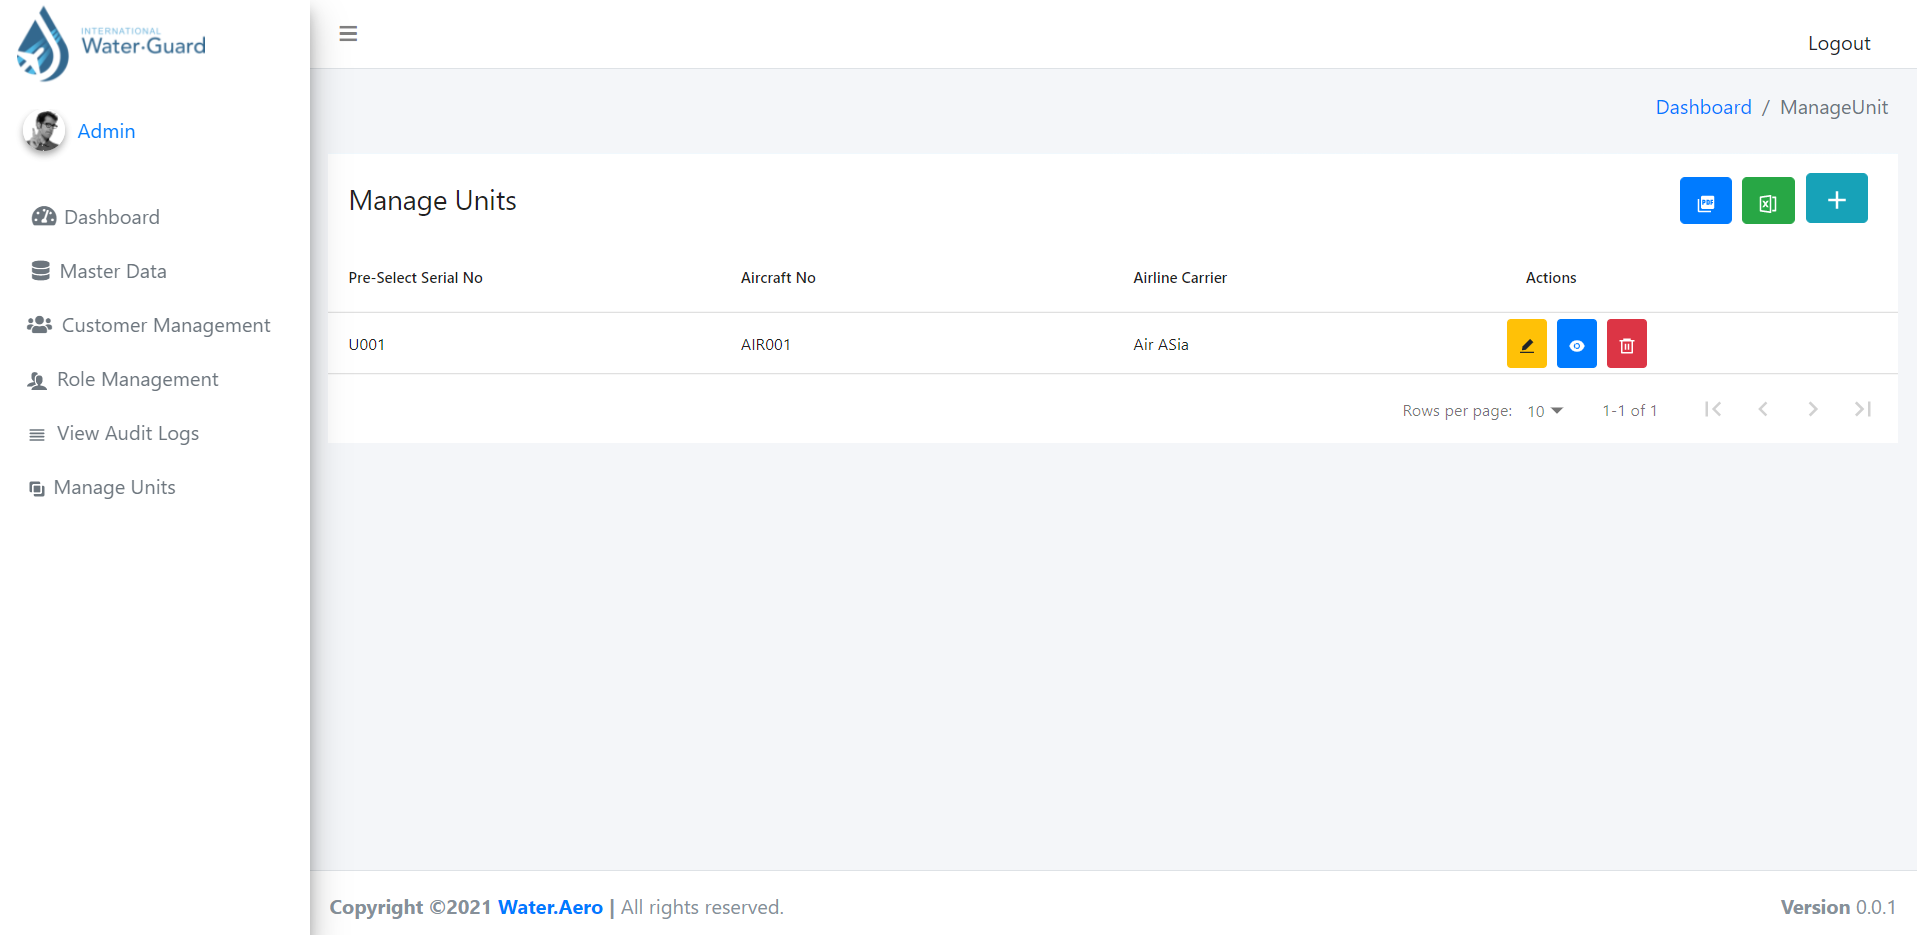 INTERNATIONAL
Water·Guard
Logout
Admin
Dashboard / ManageUnit
Dashboard
Master Data
Customer Management
Role Management
View Audit Logs
Manage Units
Manage Units
PDF
Pre-Select Serial No Aircraft No Airline Carrier Actions
U001 AIR001 Air ASia
Rows per page: 10 1-1 of 1
Copyright ©2021 Water.Aero | All rights reserved. Version 0.0.1